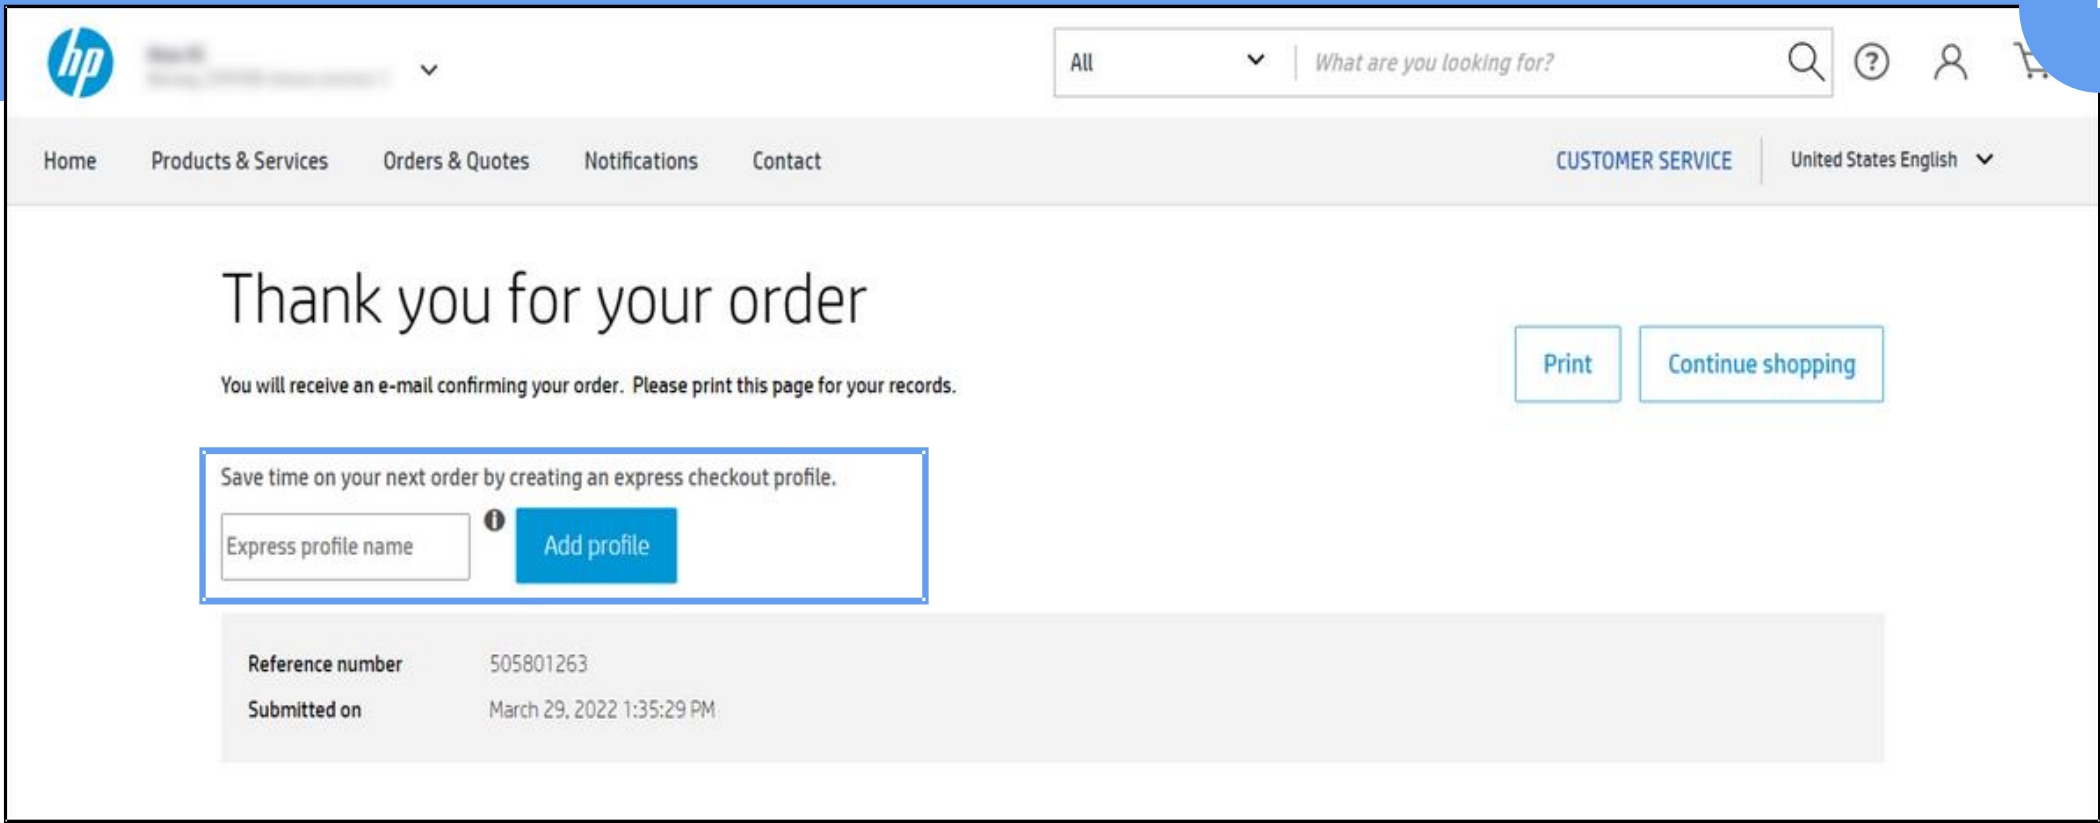 hp
All
What are you looking for?
Home Products & Services Orders & Quotes Notifications Contact CUSTOMER SERVICE United States English
Thank you for your order
Print Continue shopping
You will receive an e-mail confirming your order. Please print this page for your records.
Save time on your next order by creating an express checkout profile.
Express profile name Add profile
Reference number 505801263
Submitted on March 29, 2022 1:35:29 PM